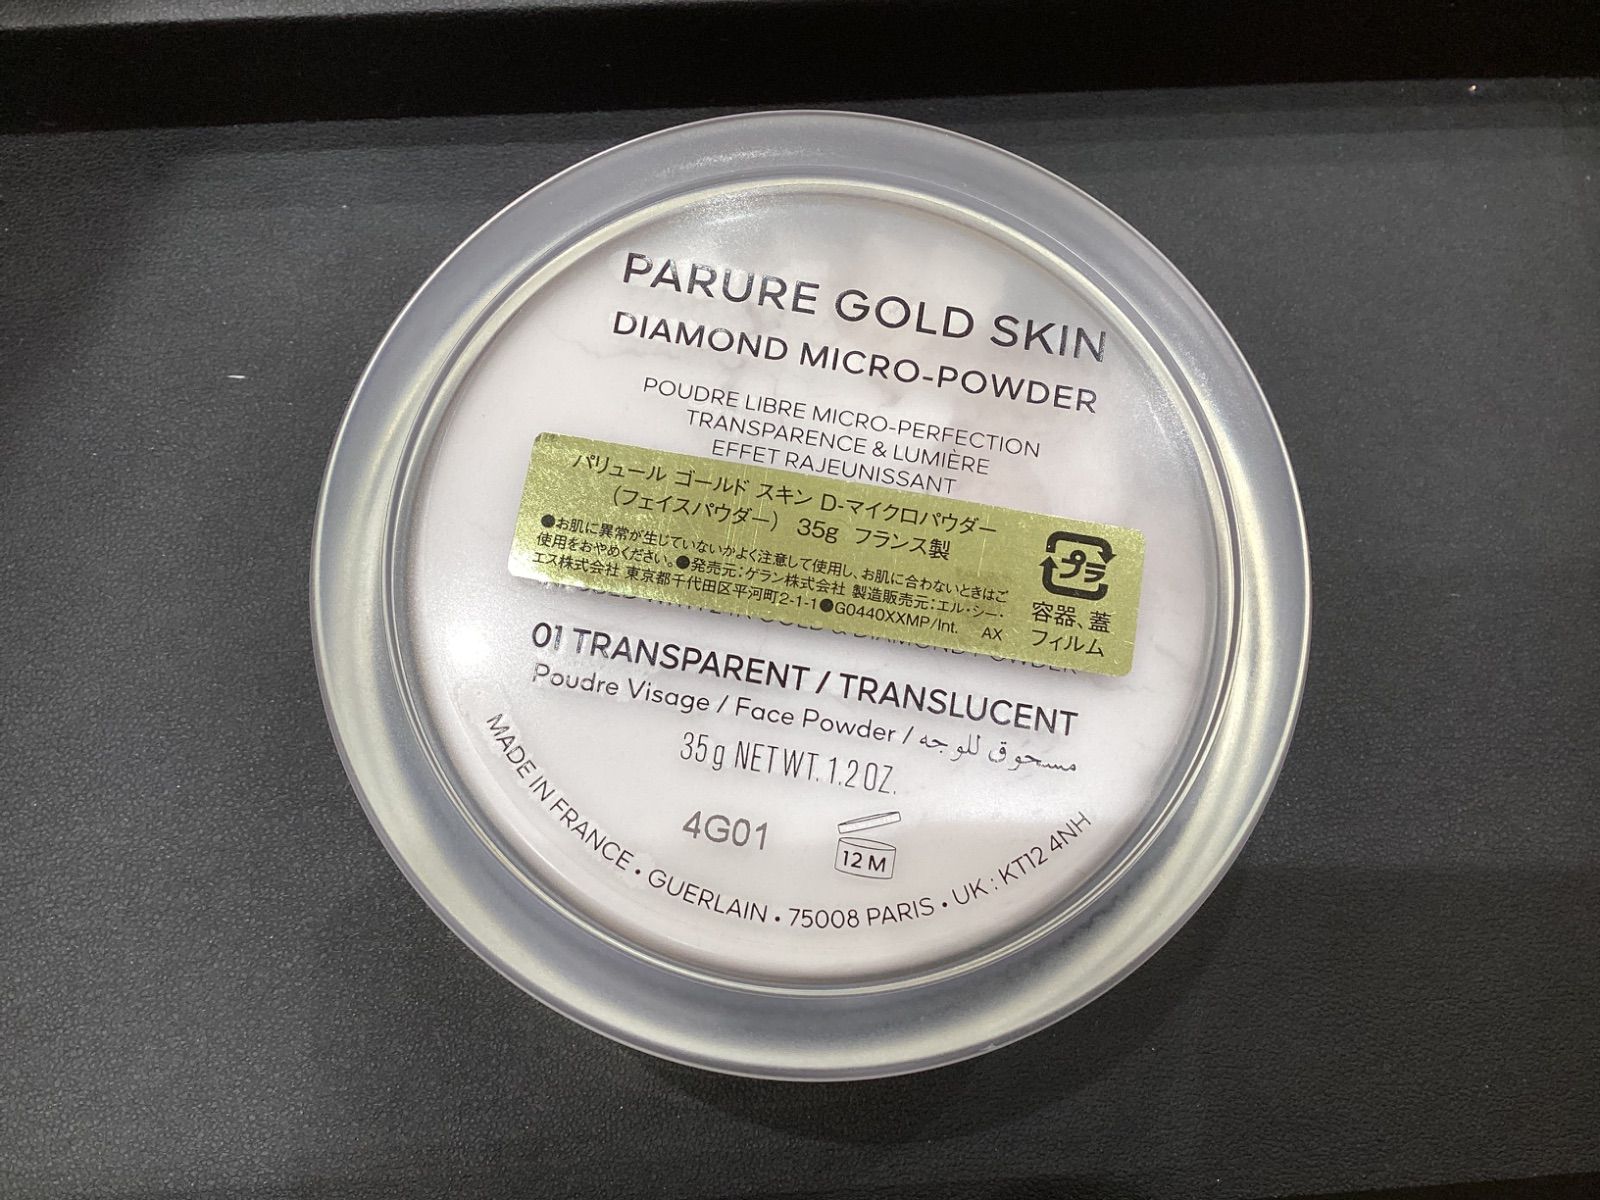 PARURE GOLD SKIN
DIAMOND MICRO-POWDER
POUDRE LIBRE MICRO-PERFECTION
TRANSPARENCE & LUMIÈRE
EFFET RAJEUNISSANT
パリュール ゴールド スキン D-マイクロパウダー
(フェイスパウダー) 35g フランス製
●お肌に異常が生じていないかよく注意して使用し、お肌に合わないときはご
使用をおやめください。●発売元:ゲラン株式会社 製造販売元:エル・シー・
エス株式会社 東京都千代田区平河町2-1-1●G0440XXMP/Int. AX
プラ
容器、蓋
フィルム
GOLD & DIAMOND POWDER
01 TRANSPARENT / TRANSLUCENT
Poudre Visage / Face Powder / مسحوق للوجه
35g NET WT. 1.2 OZ.
4G01
12 M
MADE IN FRANCE • GUERLAIN • 75008 PARIS • UK : KT12 4NH